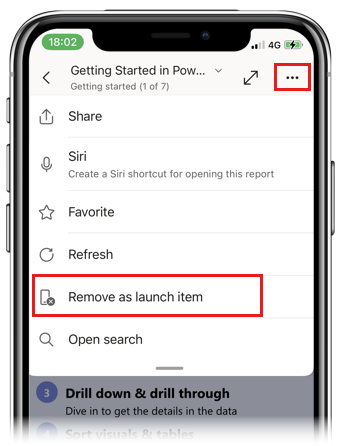 18:02
4G
Getting Started in Pow...
Getting started (1 of 7)
Share
Siri
Create a Siri shortcut for opening this report
Favorite
Refresh
Remove as launch item
Open search
3
Drill down & drill through
Dive in to get the details in the data
4
Sort visuals & tables